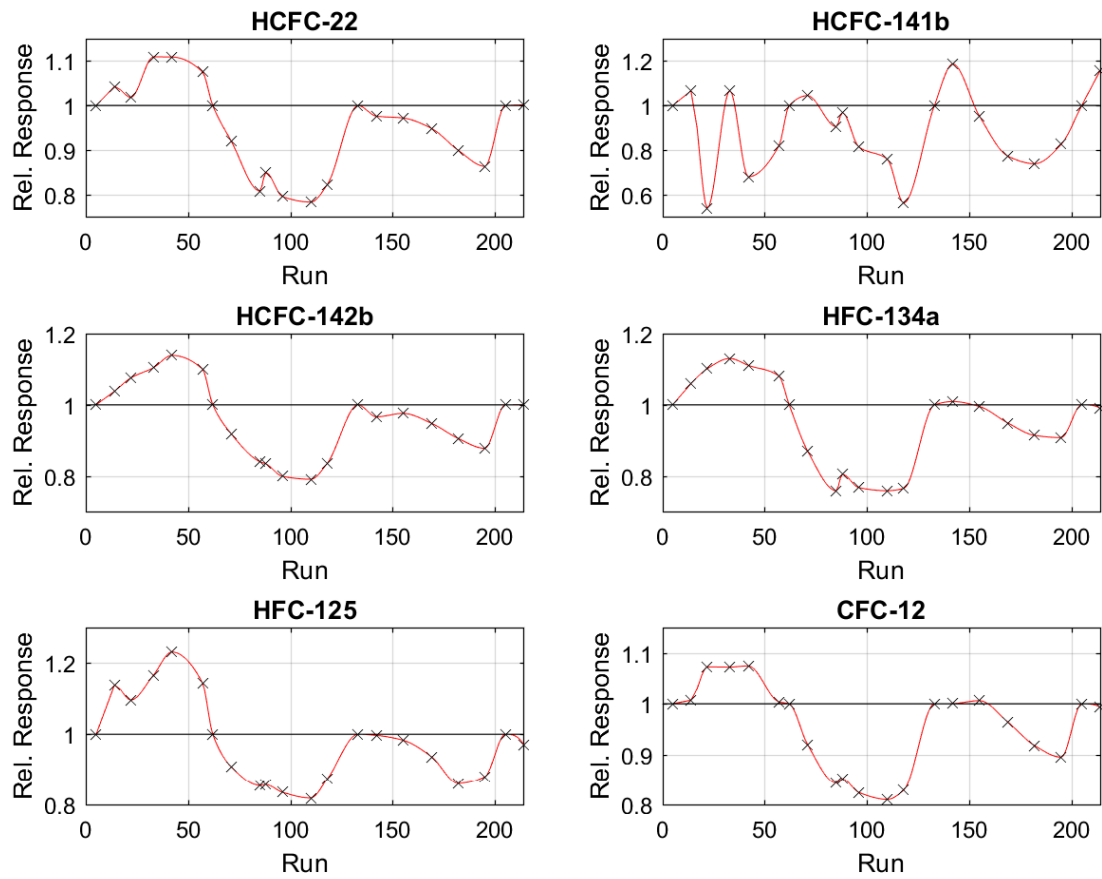 HCFC-22
Rel. Response
1.1
1
0.9
0.8
0
50
100
150
200
Run
HCFC-141b
Rel. Response
1.2
1
0.8
0.6
0
50
100
150
200
Run
HCFC-142b
Rel. Response
1.2
1
0.8
0
50
100
150
200
Run
HFC-134a
Rel. Response
1.2
1
0.8
0
50
100
150
200
Run
HFC-125
Rel. Response
1.2
1
0.8
0
50
100
150
200
Run
CFC-12
Rel. Response
1.1
1
0.9
0.8
0
50
100
150
200
Run